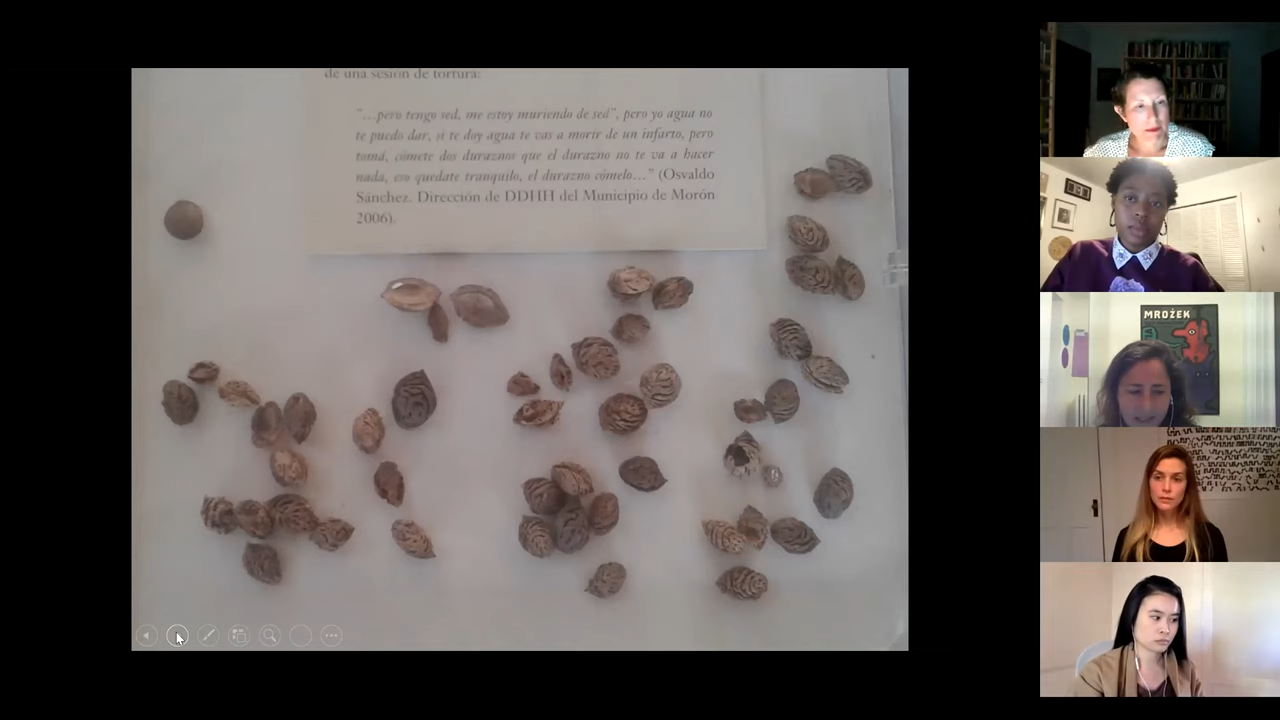 de una sesión de tortura:
"…pero tengo sed, me estoy muriendo de sed", pero yo agua no
te puedo dar, si te doy agua te vas a morir de un infarto, pero
tomá, cómete dos duraznos que el durazno no te va a hacer
nada, eso quedate tranquilo, el durazno cómelo…" (Osvaldo
Sánchez. Dirección de DDHH del Municipio de Morón
2006).
MROŻEK